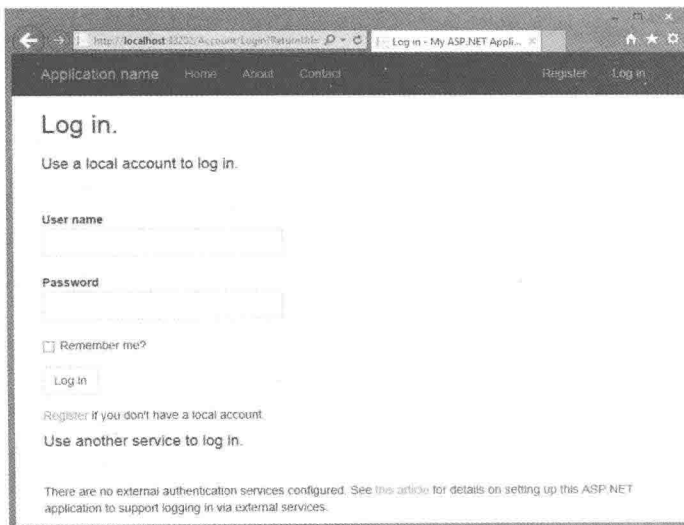 http://localhost
Log in - My ASP.NET Appli...
Application name Home About Contact Register Log in
Log in.
Use a local account to log in.
User name
Password
Remember me?
Log in
Register if you don't have a local account.
Use another service to log in.
There are no external authentication services configured. See this article for details on setting up this ASP.NET
application to support logging in via external services.